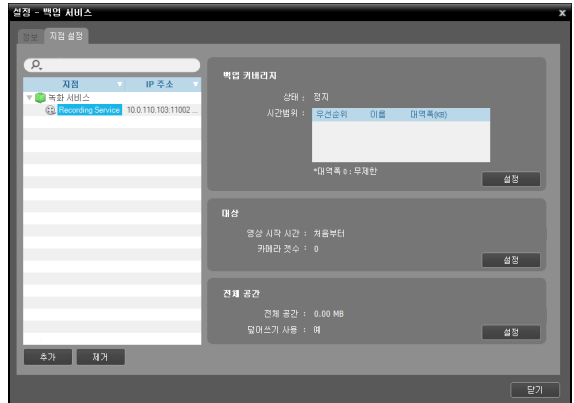 설정 - 백업 서비스 x
정보 지점 설정
지점 IP 주소
녹화 서비스
Recording Service 10.0.110.103:11002 ...
추가 제거
백업 커버리지
상태 : 정지
시간범위 : 우선순위 이름 대역폭(KB)
*대역폭 0 : 무제한
설정
대상
영상 시작 시간 : 처음부터
카메라 갯수 : 0
설정
전체 공간
전체 공간 : 0.00 MB
덮어쓰기 사용 : 예
설정
닫기